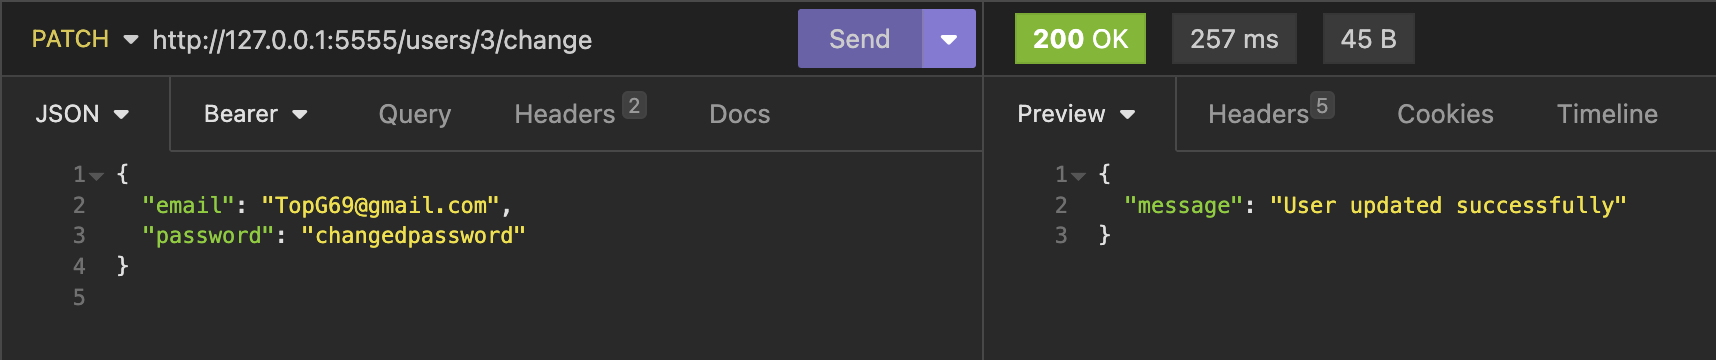 PATCH http://127.0.0.1:5555/users/3/change Send
200 OK 257 ms 45 B
JSON Bearer Query Headers 2 Docs
Preview Headers 5 Cookies Timeline
1 {
2 "email": "TopG69@gmail.com",
3 "password": "changedpassword"
4 }
5
1 {
2 "message": "User updated successfully"
3 }